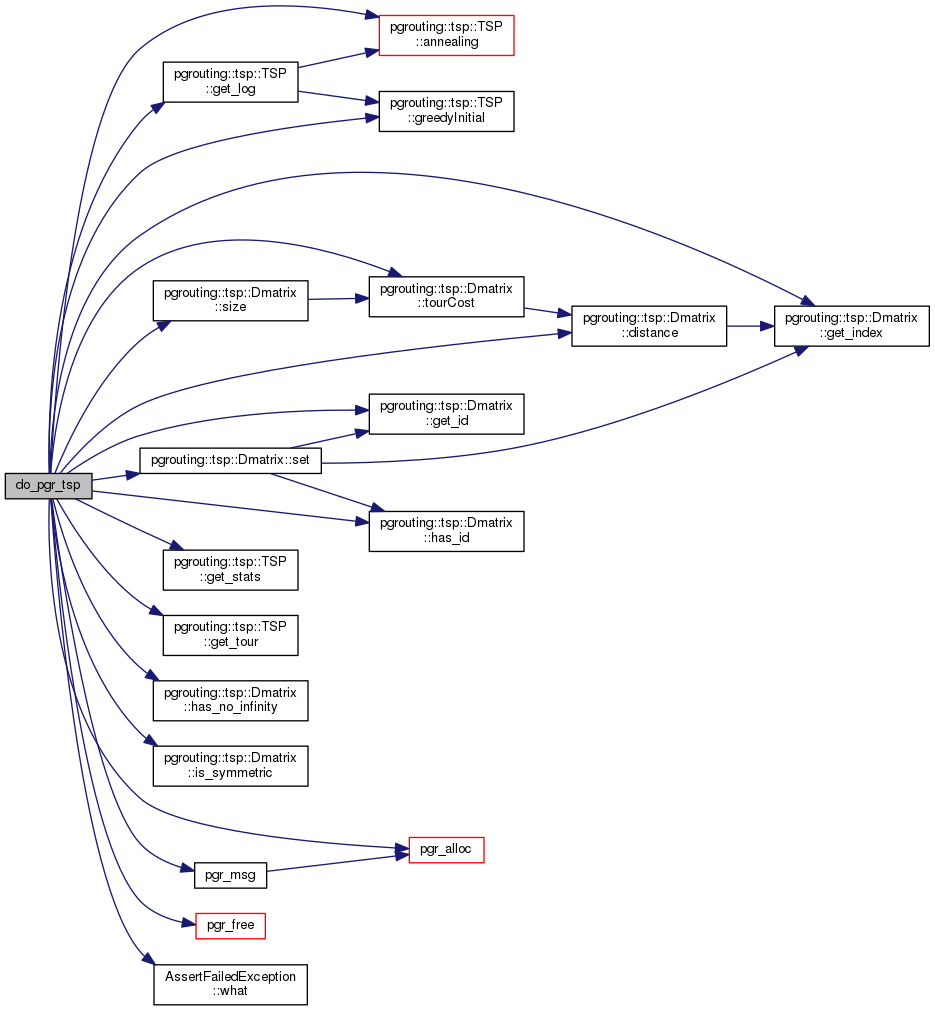 pgrouting::tsp::TSP
::annealing
pgrouting::tsp::TSP
::get_log
pgrouting::tsp::TSP
::greedyInitial
pgrouting::tsp::Dmatrix
::size
pgrouting::tsp::Dmatrix
::tourCost
pgrouting::tsp::Dmatrix
::distance
pgrouting::tsp::Dmatrix
::get_index
pgrouting::tsp::Dmatrix
::get_id
pgrouting::tsp::Dmatrix::set
do_pgr_tsp
pgrouting::tsp::Dmatrix
::has_id
pgrouting::tsp::TSP
::get_stats
pgrouting::tsp::TSP
::get_tour
pgrouting::tsp::Dmatrix
::has_no_infinity
pgrouting::tsp::Dmatrix
::is_symmetric
pgr_alloc
pgr_msg
pgr_free
AssertFailedException
::what